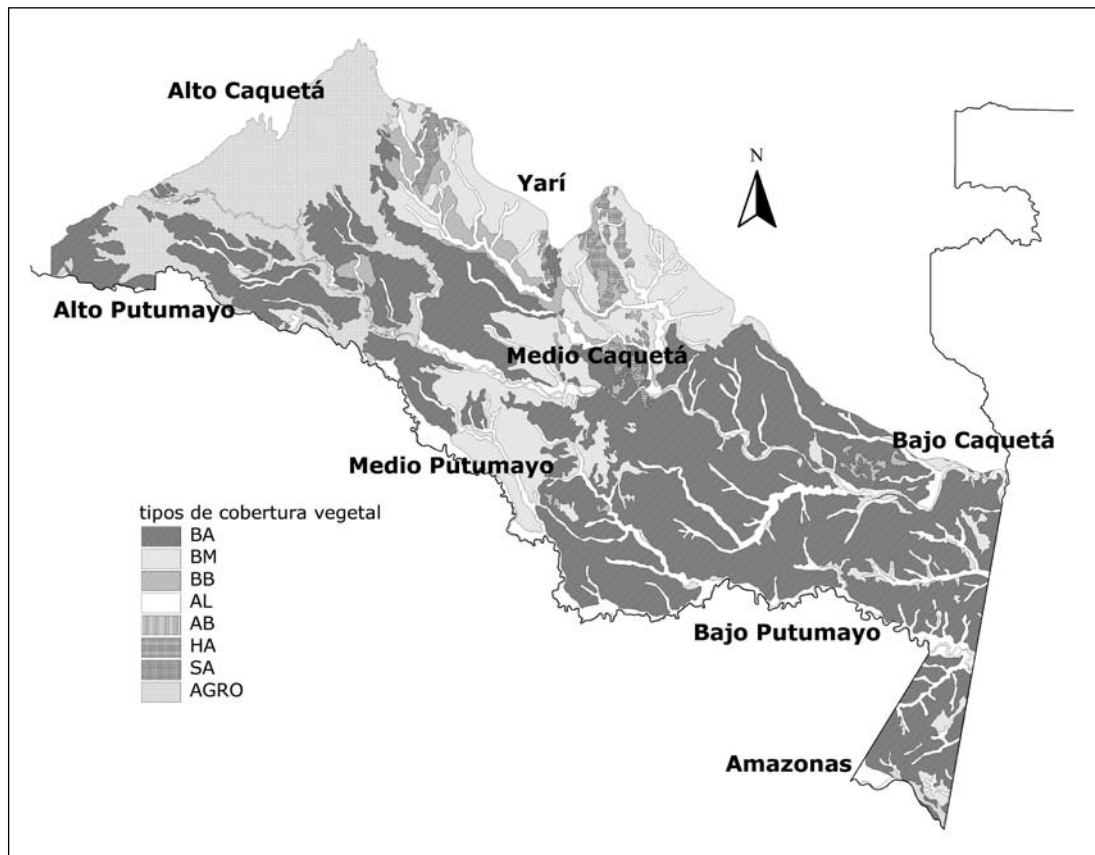 Alto Caquetá
N
Yarí
Alto Putumayo
Medio Caquetá
Bajo Caquetá
Medio Putumayo
tipos de cobertura vegetal
BA
BM
BB
AL
AB
HA
SA
AGRO
Bajo Putumayo
Amazonas